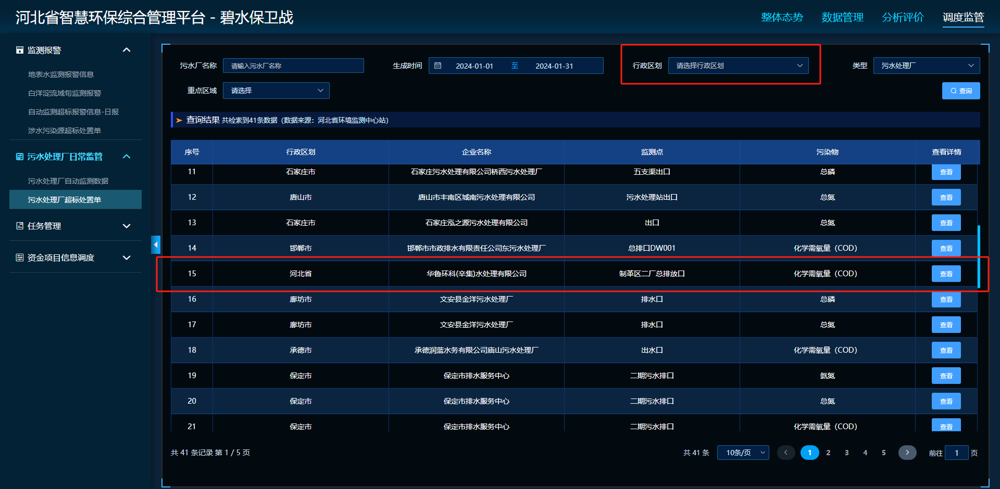 河北省智慧环保综合管理平台 - 碧水保卫战
整体态势 数据管理 分析评价 调度监管
监测报警
地表水监测报警信息
白洋淀流域旬监测报警
自动监测超标报警信息-日报
涉水污染源超标处置单
污水处理厂日常监管
污水处理厂自动监测数据
污水处理厂超标处置单
任务管理
资金项目信息调度
污水厂名称 请输入污水厂名称 生成时间 2024-01-01 至 2024-01-31 行政区划 请选择行政区划 类型 污水处理厂
重点区域 请选择 查询
查询结果 共检索到41条数据（数据来源：河北省环境监测中心站）
序号 行政区划 企业名称 监测点 污染物 查看详情
11 石家庄市 石家庄污水处理有限公司桥西污水处理厂 五支渠出口 总磷 查看
12 唐山市 唐山市丰南区城南污水处理有限公司 污水处理站出口 总氮 查看
13 石家庄市 石家庄泓之源污水处理有限公司 出口 总氮 查看
14 邯郸市 邯郸市市政排水有限责任公司东污水处理厂 总排口DW001 化学需氧量（COD） 查看
15 河北省 华鲁环科(辛集)水处理有限公司 制革区二厂总排放口 化学需氧量（COD） 查看
16 廊坊市 文安县金洋污水处理厂 排水口 总磷 查看
17 廊坊市 文安县金洋污水处理厂 排水口 总氮 查看
18 承德市 承德润蓝水务有限公司庙山污水处理厂 出水口 化学需氧量（COD） 查看
19 保定市 保定市排水服务中心 二期污水排口 氨氮 查看
20 保定市 保定市排水服务中心 二期污水排口 总氮 查看
21 保定市 保定市排水服务中心 二期污水排口 化学需氧量（COD） 查看
共 41 条记录 第 1 / 5 页 共 41 条 10条/页 1 2 3 4 5 前往 1 页